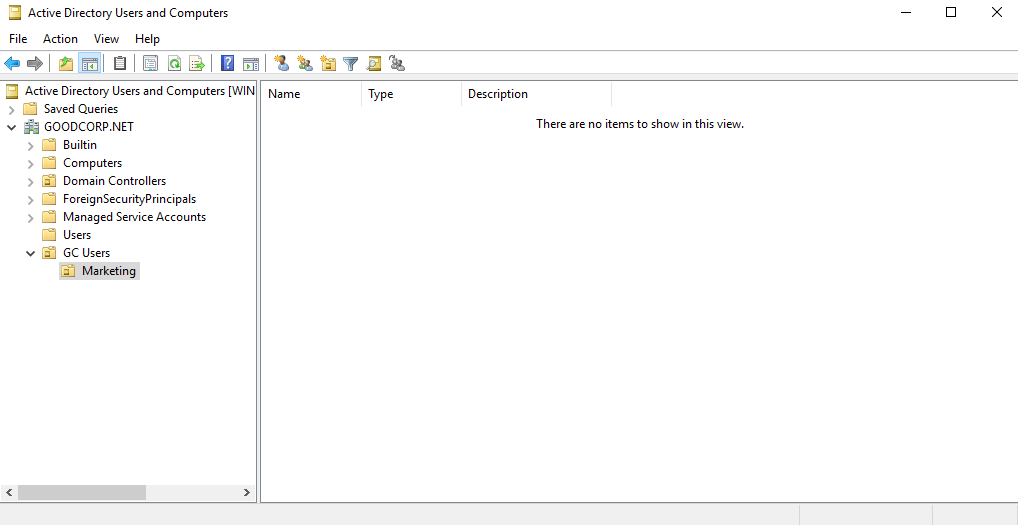 Active Directory Users and Computers
File Action View Help
Active Directory Users and Computers [WIN
Saved Queries
GOODCORP.NET
Builtin
Computers
Domain Controllers
ForeignSecurityPrincipals
Managed Service Accounts
Users
GC Users
Marketing
Name Type Description
There are no items to show in this view.